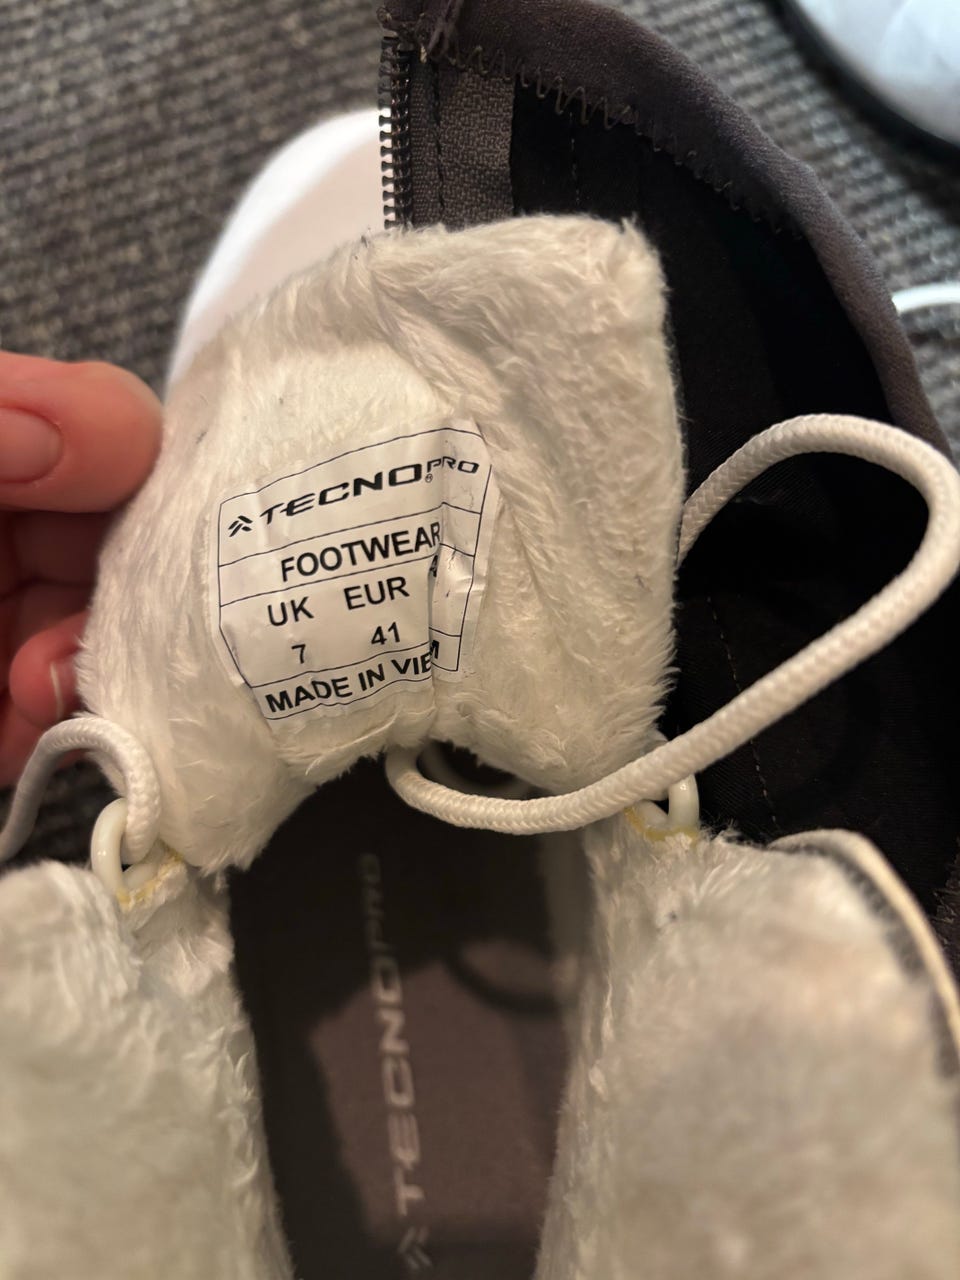 TECNOPRO®
FOOTWEAR
UK EUR
7 41
MADE IN VIE
TECNOPRO